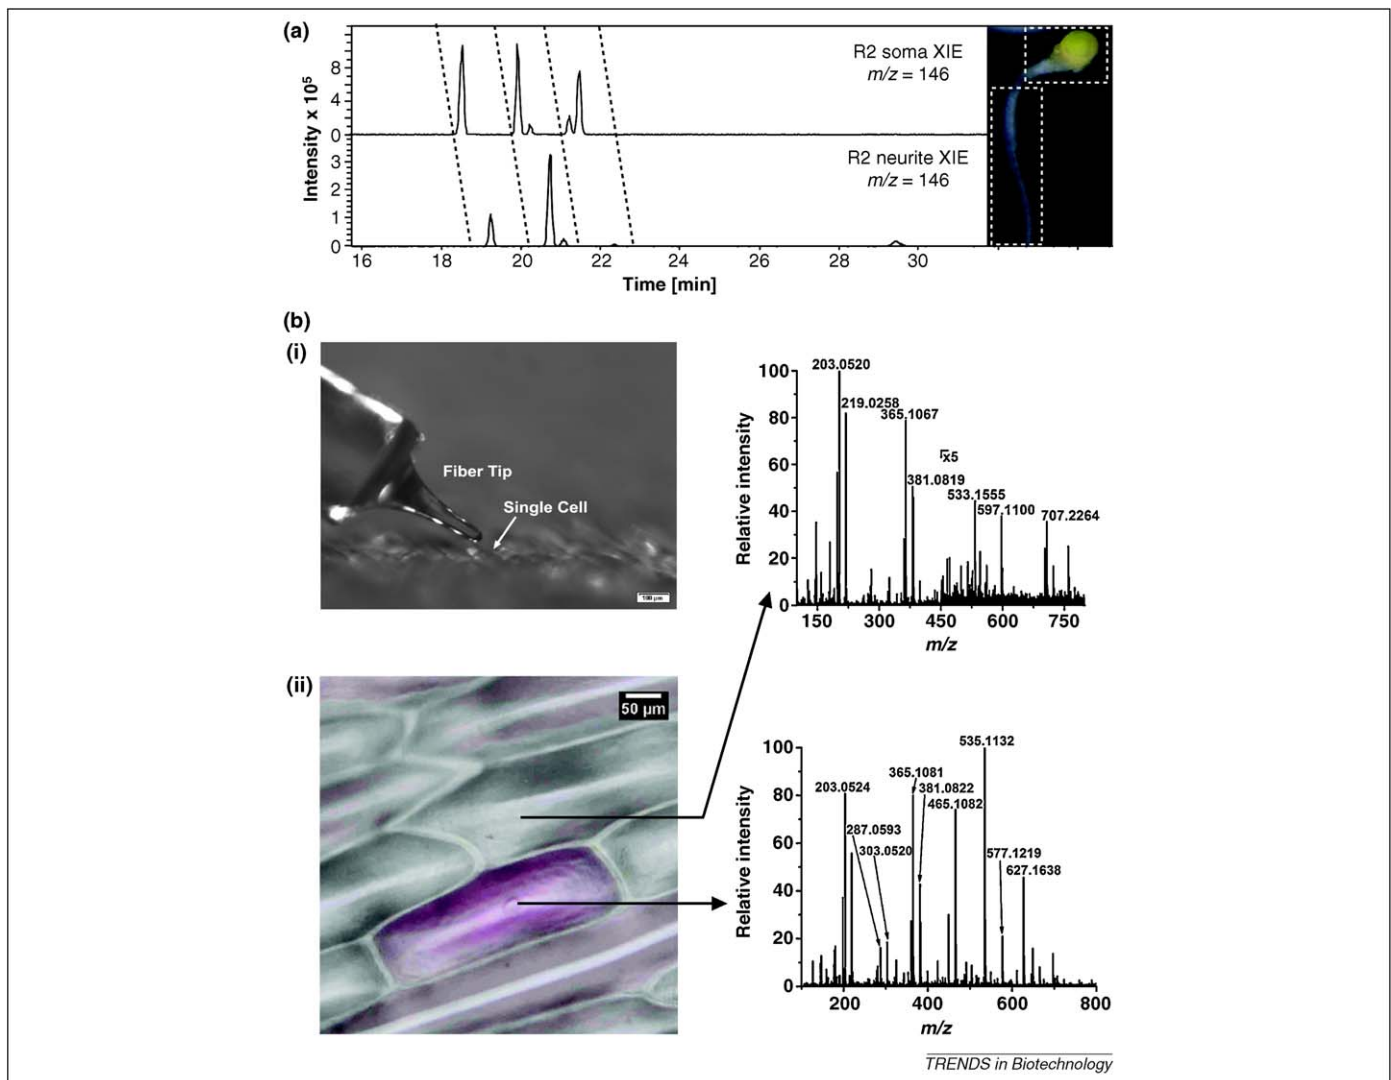 (a)
R2 soma XIE
m/z = 146
8
4
0
Intensity x 10⁵
R2 neurite XIE
m/z = 146
3
2
1
0
16 18 20 22 24 26 28 30
Time [min]
(b)
(i)
Fiber Tip
Single Cell
100 µm
100
80
60
40
20
0
Relative intensity
203.0520
219.0258
365.1067
x5
381.0819
533.1555
597.1100
707.2264
150 300 450 600 750
m/z
(ii)
50 µm
100
80
60
40
20
0
Relative intensity
535.1132
365.1081
203.0524
381.0822
465.1082
287.0593
303.0520
577.1219
627.1638
200 400 600 800
m/z
TRENDS in Biotechnology